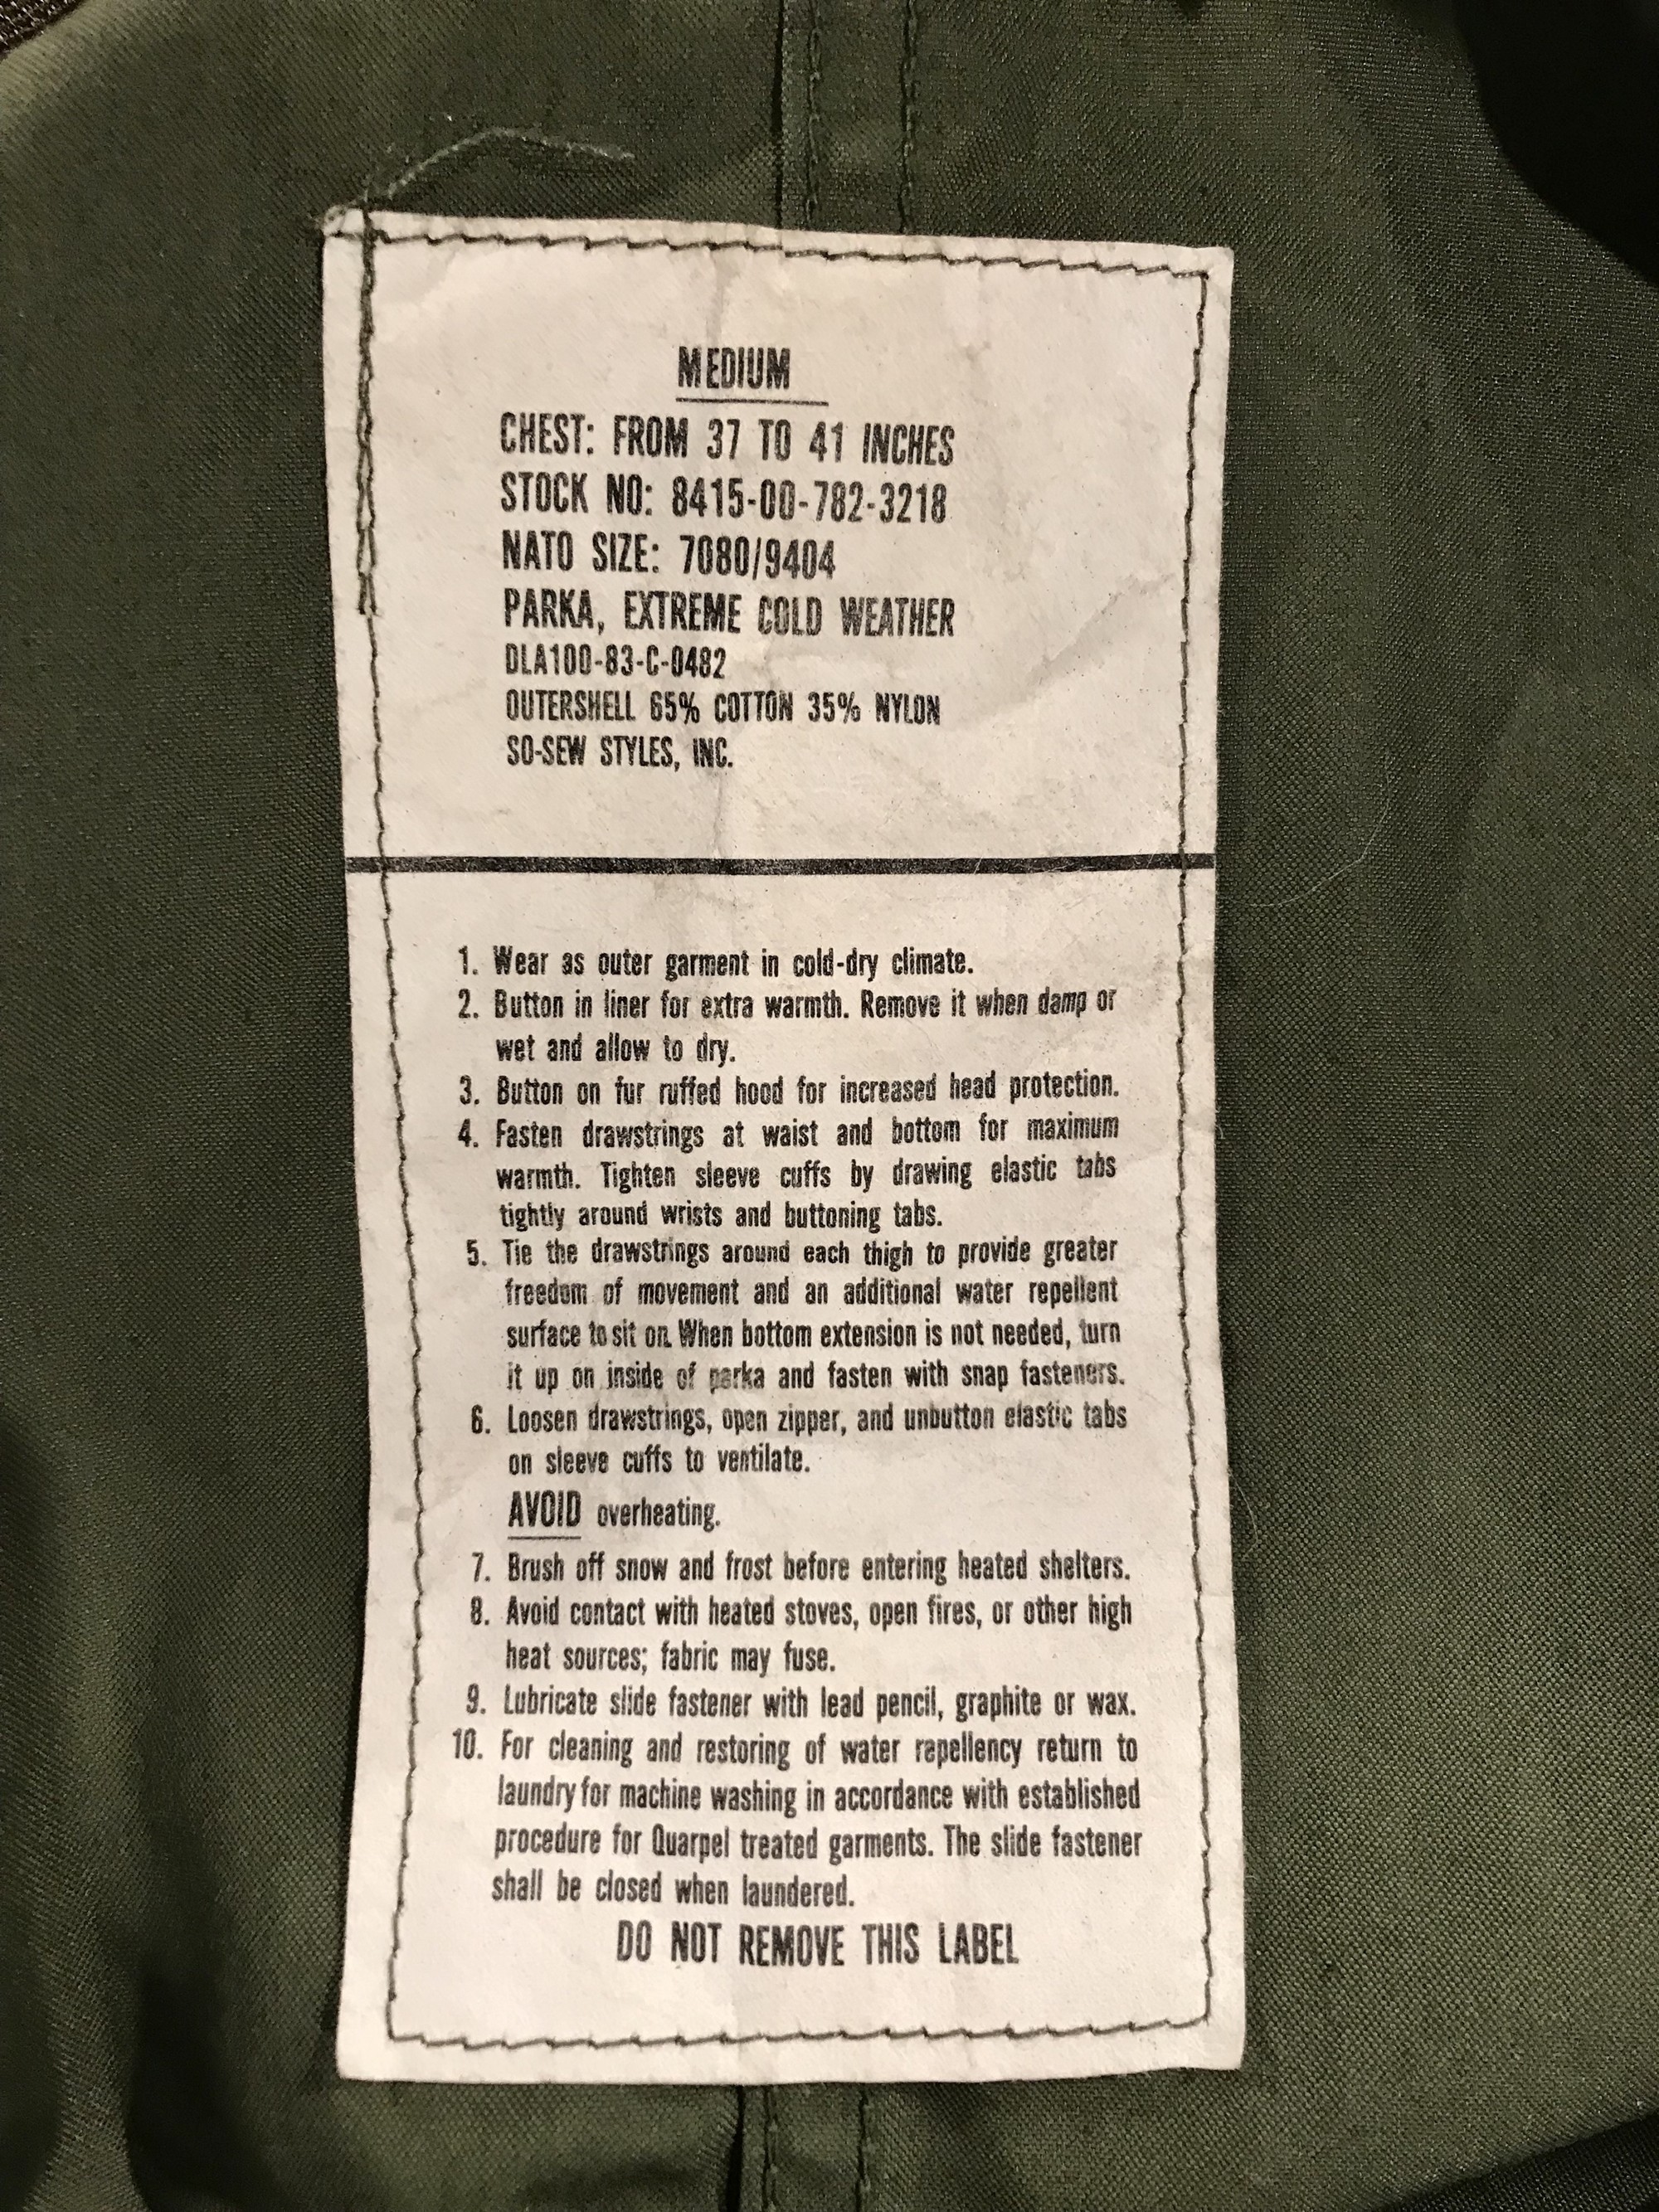 MEDIUM
CHEST: FROM 37 TO 41 INCHES
STOCK NO: 8415-00-782-3218
NATO SIZE: 7080/9404
PARKA, EXTREME COLD WEATHER
DLA100-83-C-0482
OUTERSHELL 65% COTTON 35% NYLON
SO-SEW STYLES, INC.
1. Wear as outer garment in cold-dry climate.
2. Button in liner for extra warmth. Remove it when damp or
wet and allow to dry.
3. Button on fur ruffed hood for increased head protection.
4. Fasten drawstrings at waist and bottom for maximum
warmth. Tighten sleeve cuffs by drawing elastic tabs
tightly around wrists and buttoning tabs.
5. Tie the drawstrings around each thigh to provide greater
freedom of movement and an additional water repellent
surface to sit on. When bottom extension is not needed, turn
it up on inside of parka and fasten with snap fasteners.
6. Loosen drawstrings, open zipper, and unbutton elastic tabs
on sleeve cuffs to ventilate.
AVOID overheating.
7. Brush off snow and frost before entering heated shelters.
8. Avoid contact with heated stoves, open fires, or other high
heat sources; fabric may fuse.
9. Lubricate slide fastener with lead pencil, graphite or wax.
10. For cleaning and restoring of water repellency return to
laundry for machine washing in accordance with established
procedure for Quarpel treated garments. The slide fastener
shall be closed when laundered.
DO NOT REMOVE THIS LABEL